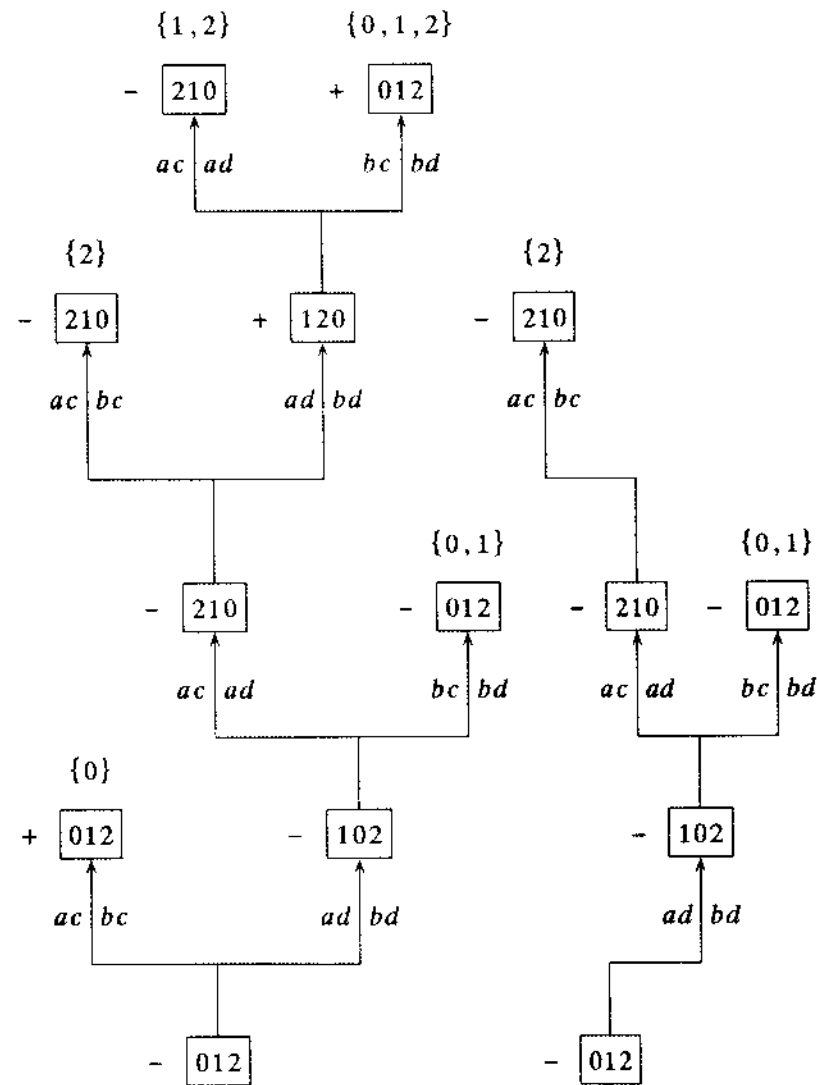 {1,2} {0,1,2}
- 210 + 012
ac ad bc bd
{2} {2}
- 210 + 120 - 210
ac bc ad bd ac bc
{0,1} {0,1}
- 210 - 012 - 210 - 012
ac ad bc bd ac ad bc bd
{0}
+ 012 - 102 - 102
ac bc ad bd ad bd
- 012 - 012